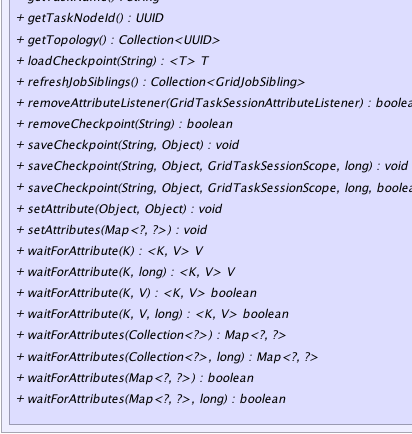 + getTaskNodeId() : UUID
+ getTopology() : Collection<UUID>
+ loadCheckpoint(String) : <T> T
+ refreshJobSiblings() : Collection<GridJobSibling>
+ removeAttributeListener(GridTaskSessionAttributeListener) : boolea
+ removeCheckpoint(String) : boolean
+ saveCheckpoint(String, Object) : void
+ saveCheckpoint(String, Object, GridTaskSessionScope, long) : void
+ saveCheckpoint(String, Object, GridTaskSessionScope, long, boolea
+ setAttribute(Object, Object) : void
+ setAttributes(Map<?, ?>) : void
+ waitForAttribute(K) : <K, V> V
+ waitForAttribute(K, long) : <K, V> V
+ waitForAttribute(K, V) : <K, V> boolean
+ waitForAttribute(K, V, long) : <K, V> boolean
+ waitForAttributes(Collection<?>) : Map<?, ?>
+ waitForAttributes(Collection<?>, long) : Map<?, ?>
+ waitForAttributes(Map<?, ?>) : boolean
+ waitForAttributes(Map<?, ?>, long) : boolean